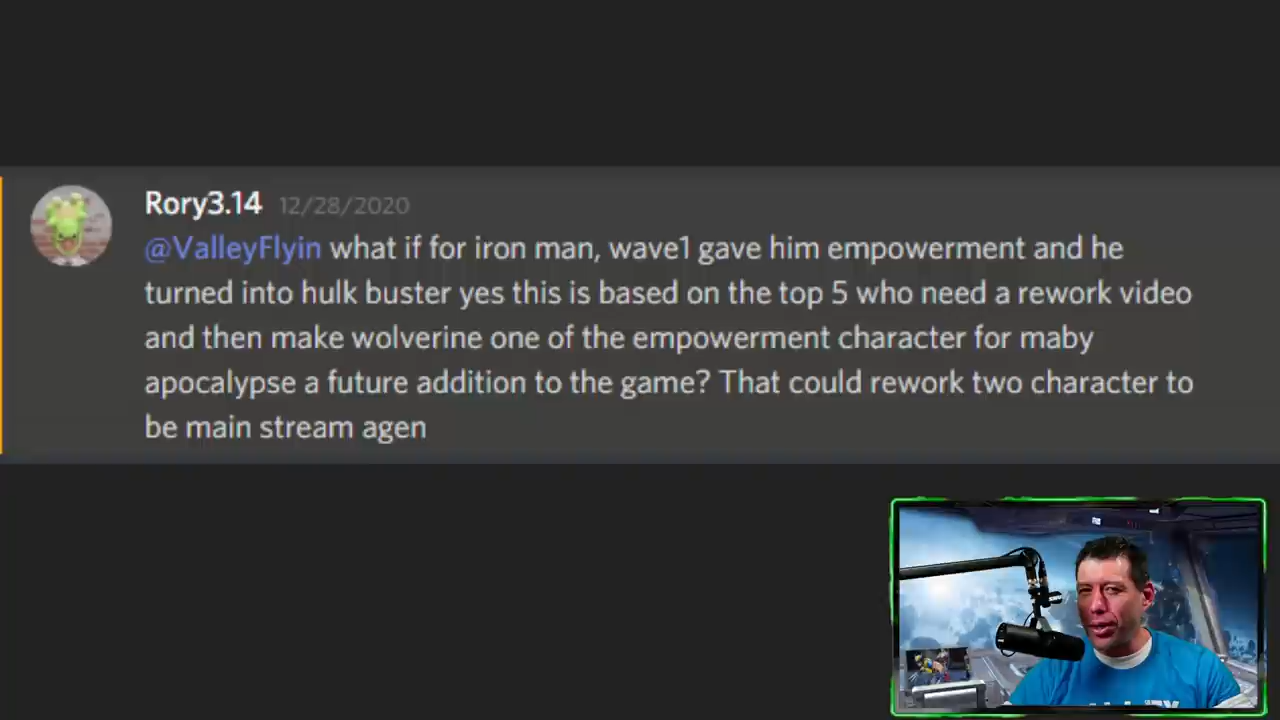 Rory3.14 12/28/2020
@ValleyFlyin what if for iron man, wave1 gave him empowerment and he
turned into hulk buster yes this is based on the top 5 who need a rework video
and then make wolverine one of the empowerment character for maby
apocalypse a future addition to the game? That could rework two character to
be main stream agen